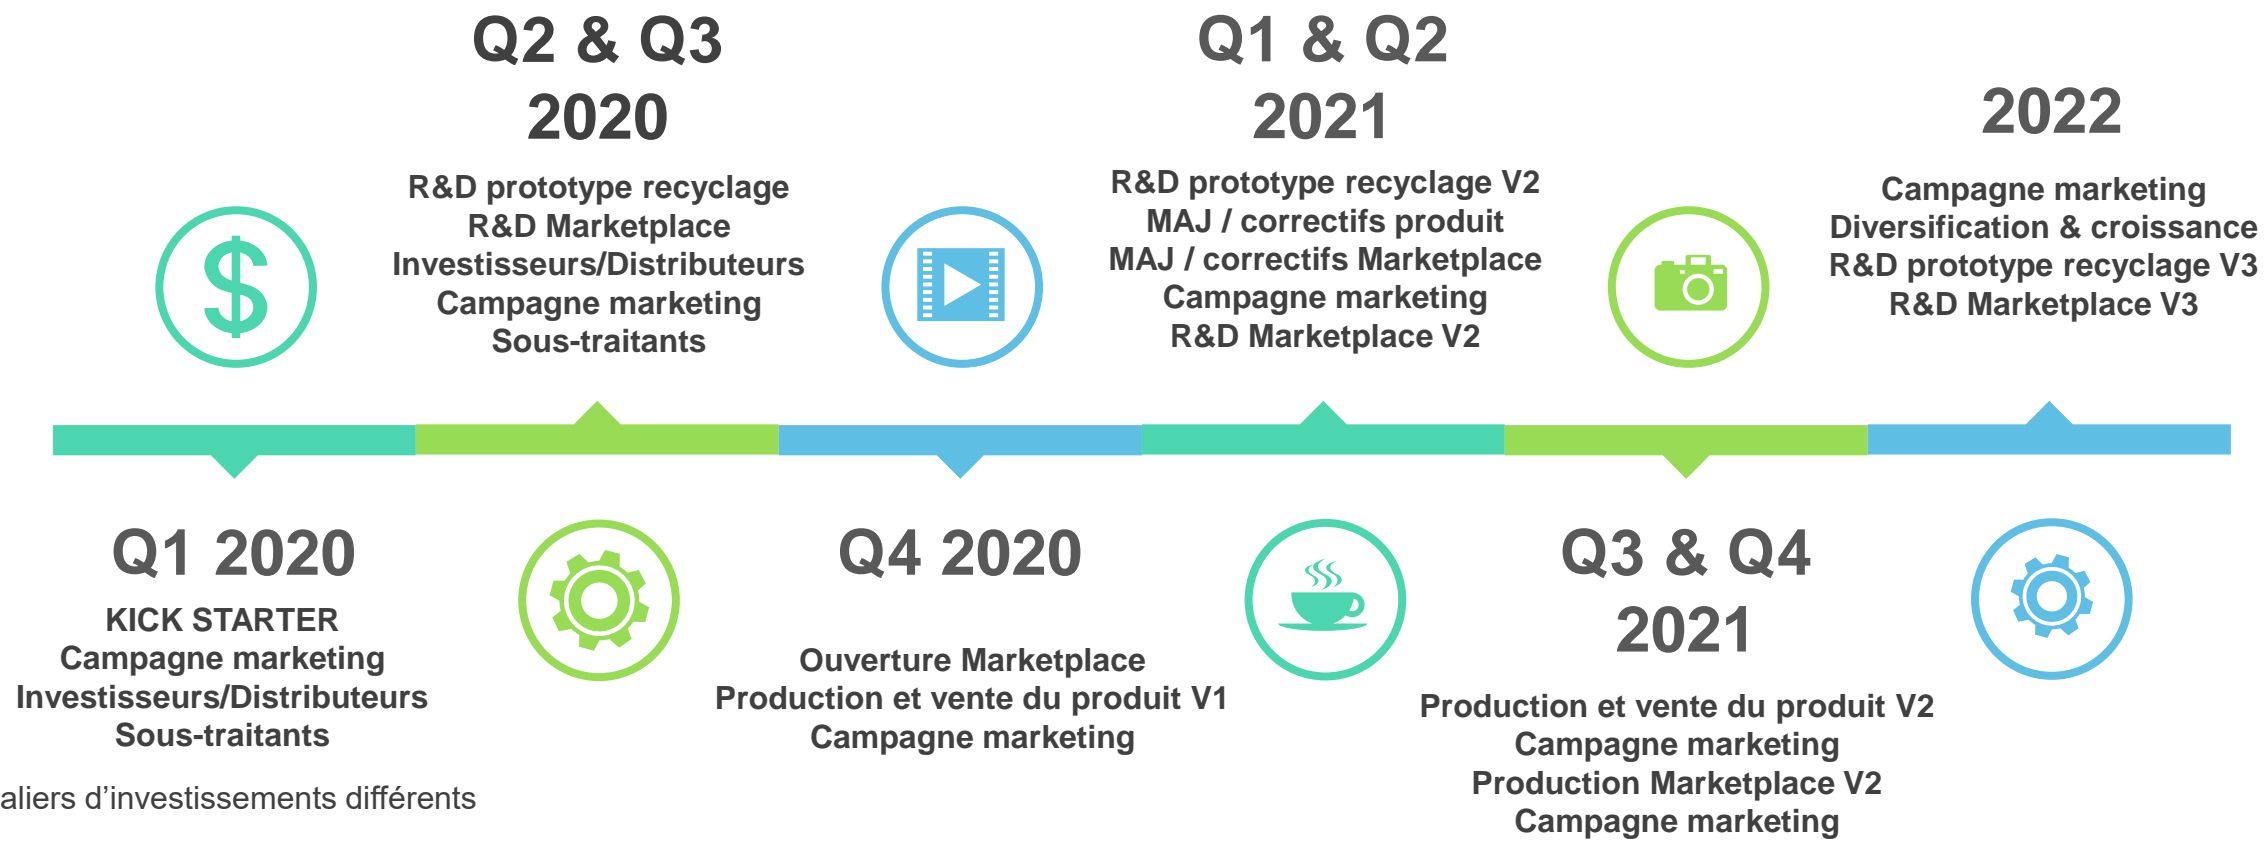 Q2 & Q3
2020
R&D prototype recyclage
R&D Marketplace
Investisseurs/Distributeurs
Campagne marketing
Sous-traitants
Q1 & Q2
2021
R&D prototype recyclage V2
MAJ / correctifs produit
MAJ / correctifs Marketplace
Campagne marketing
R&D Marketplace V2
2022
Campagne marketing
Diversification & croissance
R&D prototype recyclage V3
R&D Marketplace V3
$
Q1 2020
KICK STARTER
Campagne marketing
Investisseurs/Distributeurs
Sous-traitants
aliers d’investissements différents
Q4 2020
Ouverture Marketplace
Production et vente du produit V1
Campagne marketing
Q3 & Q4
2021
Production et vente du produit V2
Campagne marketing
Production Marketplace V2
Campagne marketing